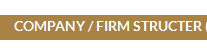 COMPANY / FIRM STRUCTER (